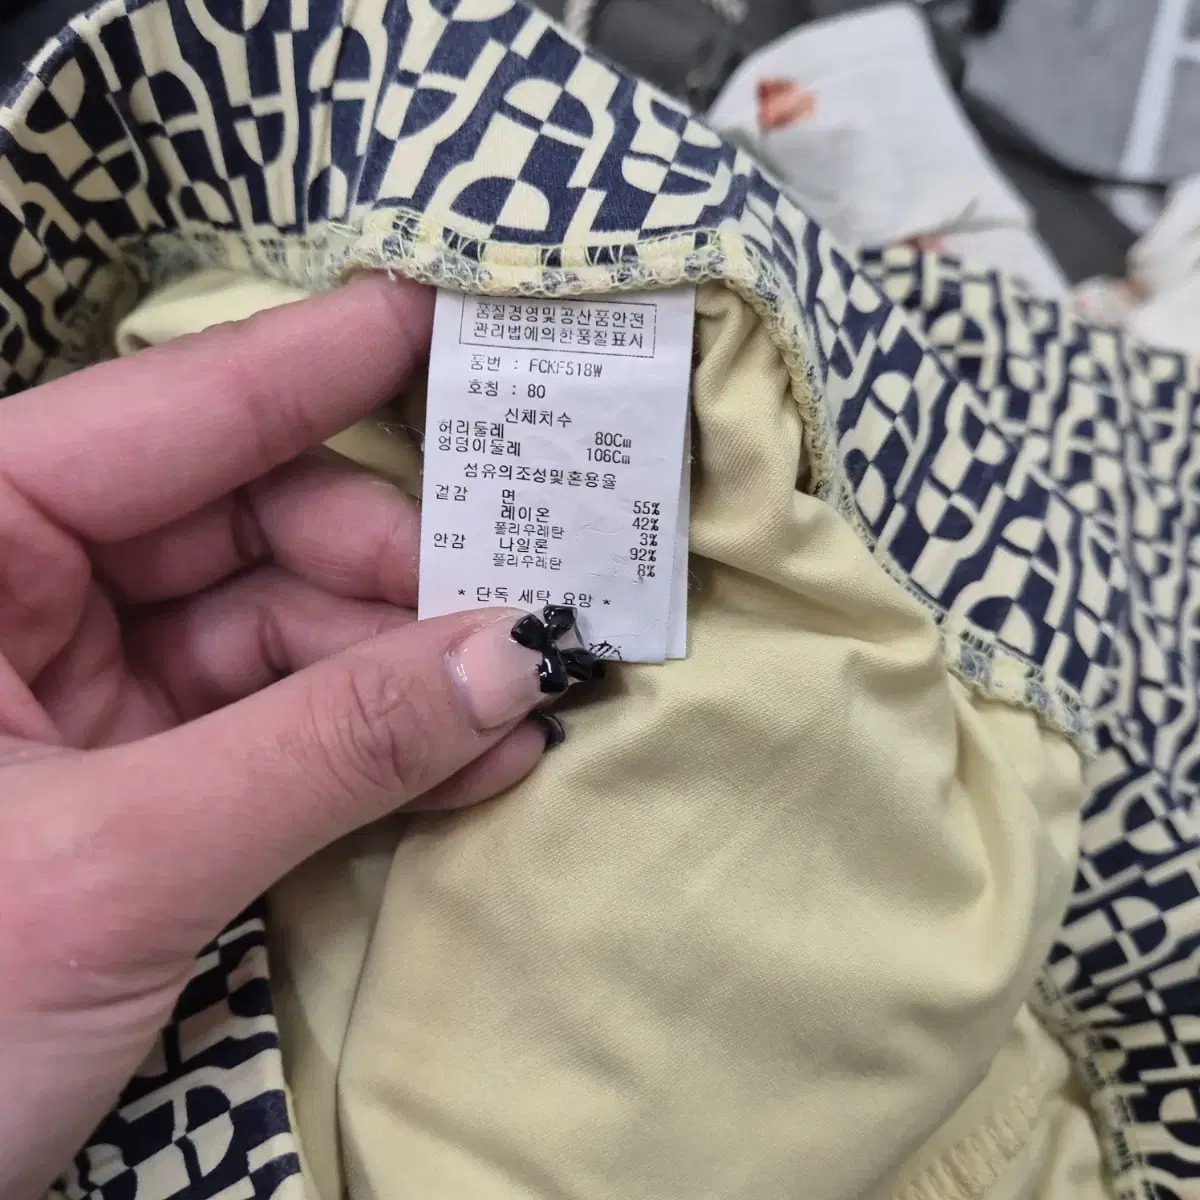 품질경영및공산품안전
관리법에의한품질표시
품번 : FCKF518W
호칭 : 80
신체치수
허리둘레 80Cm
엉덩이둘레 106Cm
섬유의조성및혼용율
겉감 면 55%
레이온 42%
폴리우레탄 3%
안감 나일론 92%
폴리우레탄 8%
* 단독 세탁 요망 *